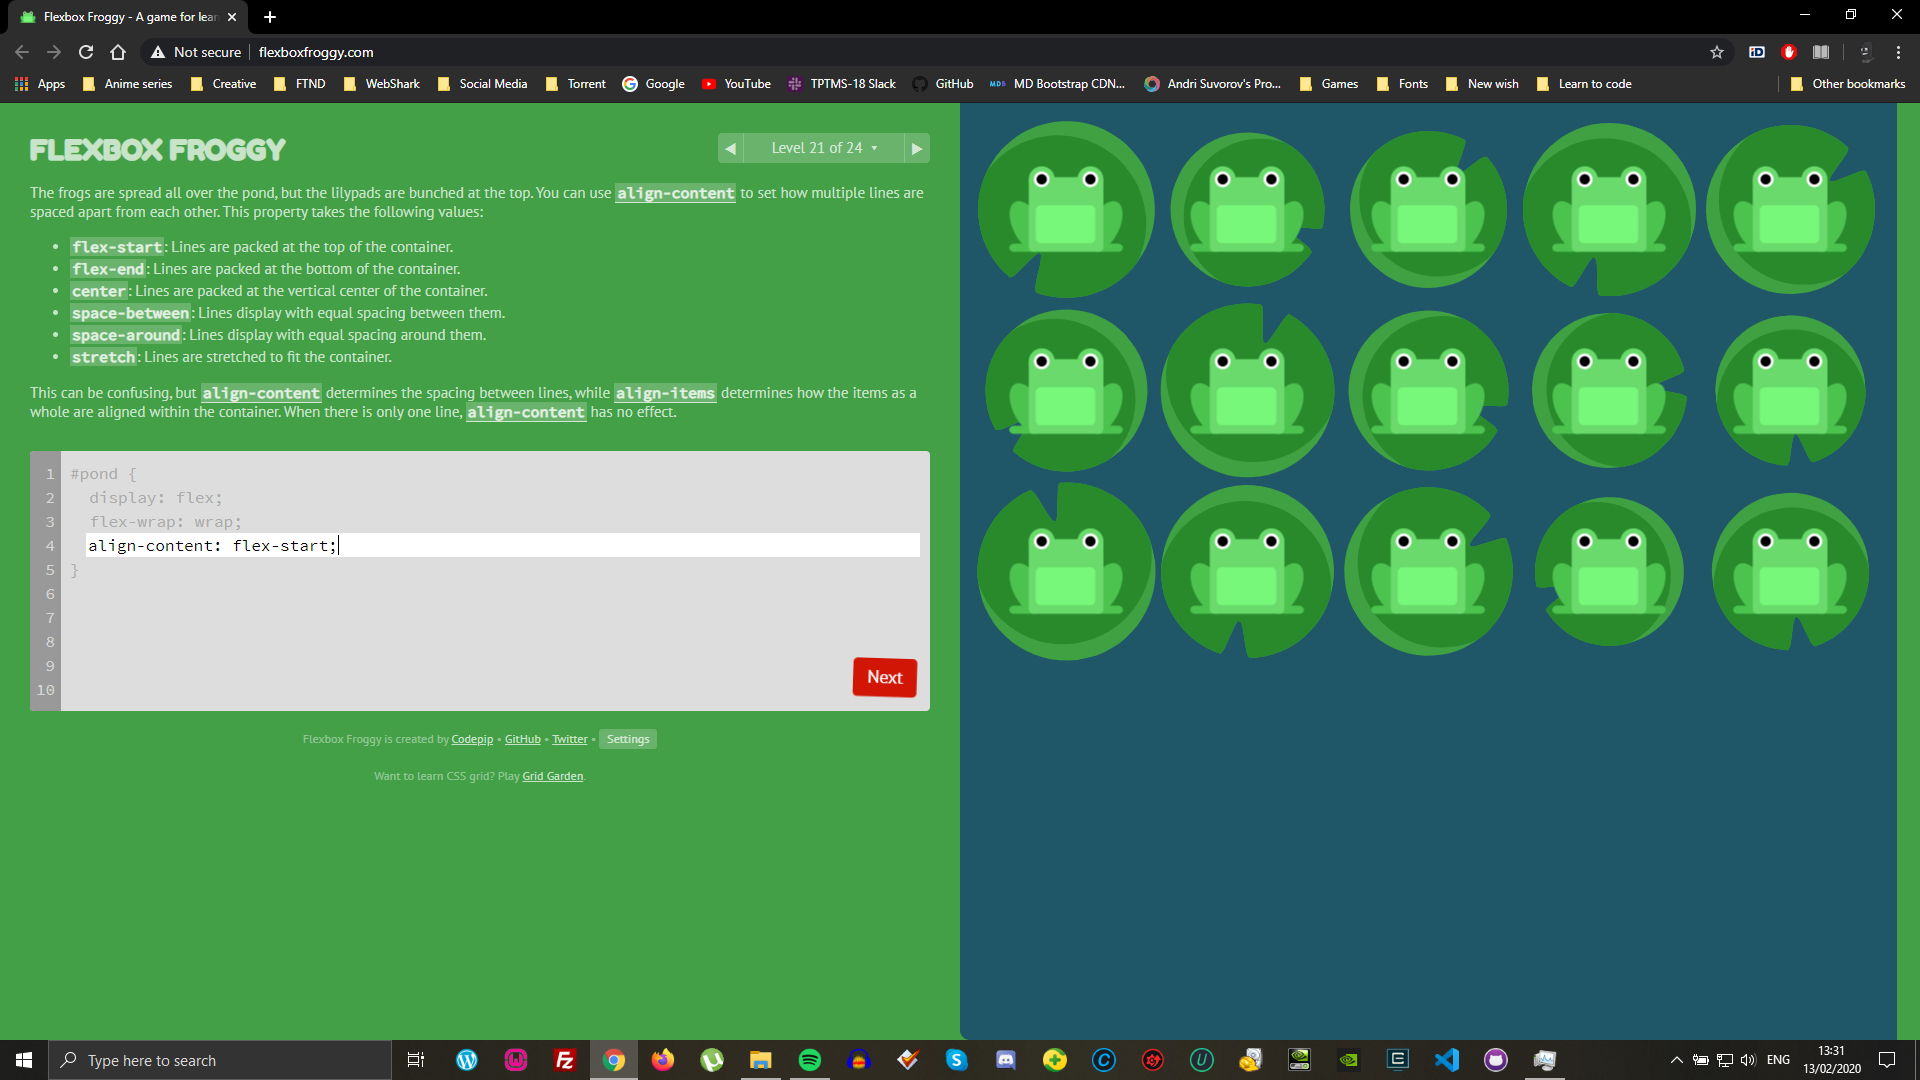 Flexbox Froggy - A game for lear
Not secure | flexboxfroggy.com
Apps Anime series Creative FTND WebShark Social Media Torrent Google YouTube TPTMS-18 Slack GitHub MD Bootstrap CDN... Andri Suvorov's Pro... Games Fonts New wish Learn to code Other bookmarks
FLEXBOX FROGGY
Level 21 of 24
The frogs are spread all over the pond, but the lilypads are bunched at the top. You can use align-content to set how multiple lines are
spaced apart from each other. This property takes the following values:
• flex-start: Lines are packed at the top of the container.
• flex-end: Lines are packed at the bottom of the container.
• center: Lines are packed at the vertical center of the container.
• space-between: Lines display with equal spacing between them.
• space-around: Lines display with equal spacing around them.
• stretch: Lines are stretched to fit the container.
This can be confusing, but align-content determines the spacing between lines, while align-items determines how the items as a
whole are aligned within the container. When there is only one line, align-content has no effect.
1 #pond {
2 display: flex;
3 flex-wrap: wrap;
4 align-content: flex-start;
5 }
6
7
8
9
10
Next
Flexbox Froggy is created by Codepip • GitHub • Twitter • Settings
Want to learn CSS grid? Play Grid Garden.
Type here to search
ENG
13:31
13/02/2020